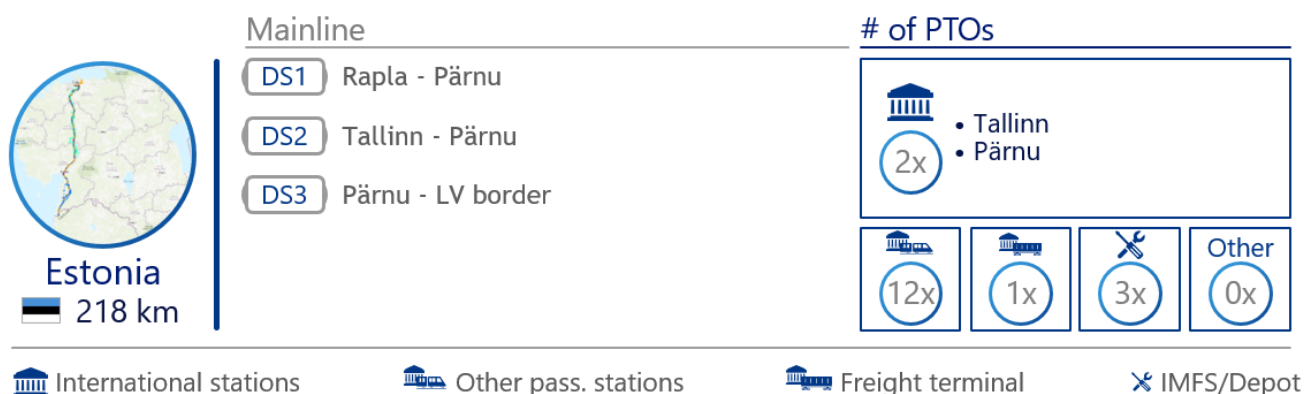 Mainline
# of PTOs
DS1 Rapla - Pärnu
DS2 Tallinn - Pärnu
DS3 Pärnu - LV border
Estonia
218 km
2x
• Tallinn
• Pärnu
Other
12x 1x 3x 0x
International stations Other pass. stations Freight terminal IMFS/Depot